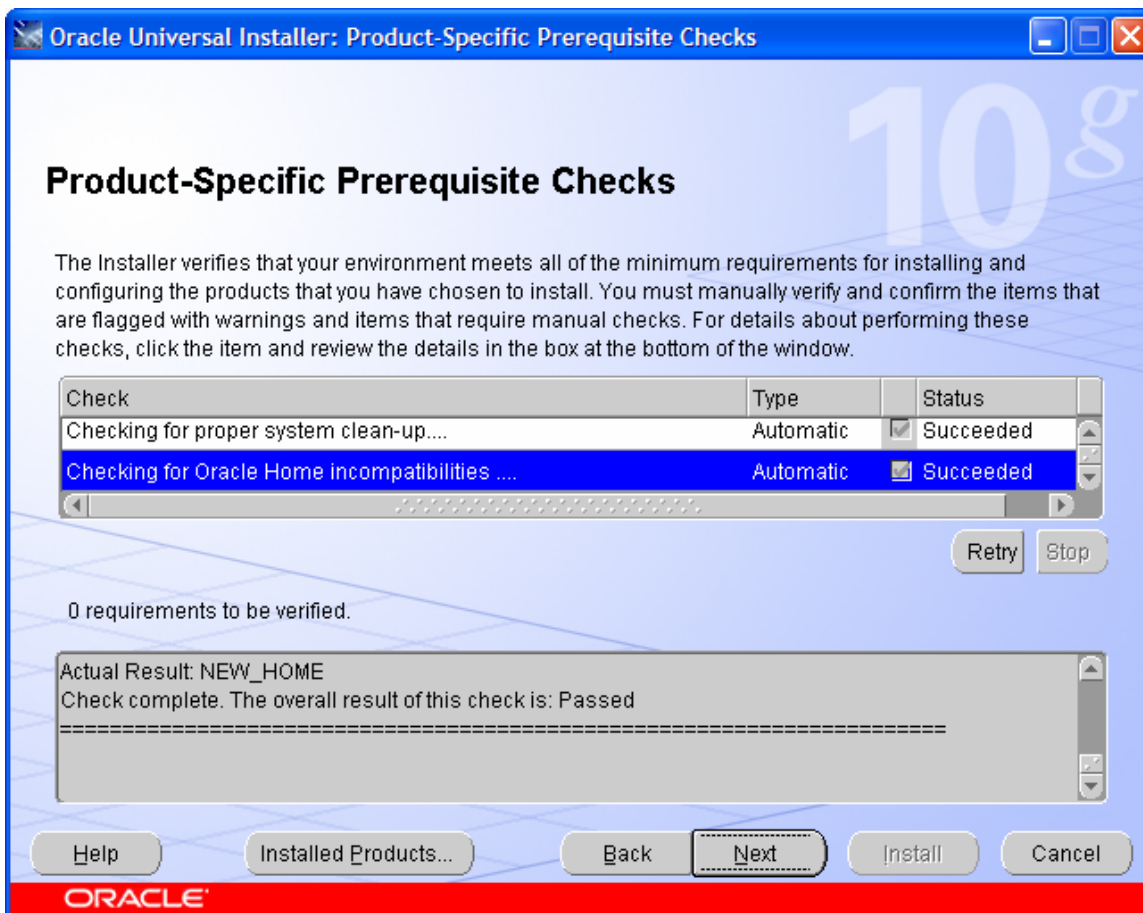 Oracle Universal Installer: Product-Specific Prerequisite Checks
10g
Product-Specific Prerequisite Checks
The Installer verifies that your environment meets all of the minimum requirements for installing and
configuring the products that you have chosen to install. You must manually verify and confirm the items that
are flagged with warnings and items that require manual checks. For details about performing these
checks, click the item and review the details in the box at the bottom of the window.
Check Type Status
Checking for proper system clean-up.... Automatic Succeeded
Checking for Oracle Home incompatibilities .... Automatic Succeeded
Retry Stop
0 requirements to be verified.
Actual Result: NEW_HOME
Check complete. The overall result of this check is: Passed
========================================================================
Help Installed Products... Back Next Install Cancel
ORACLE